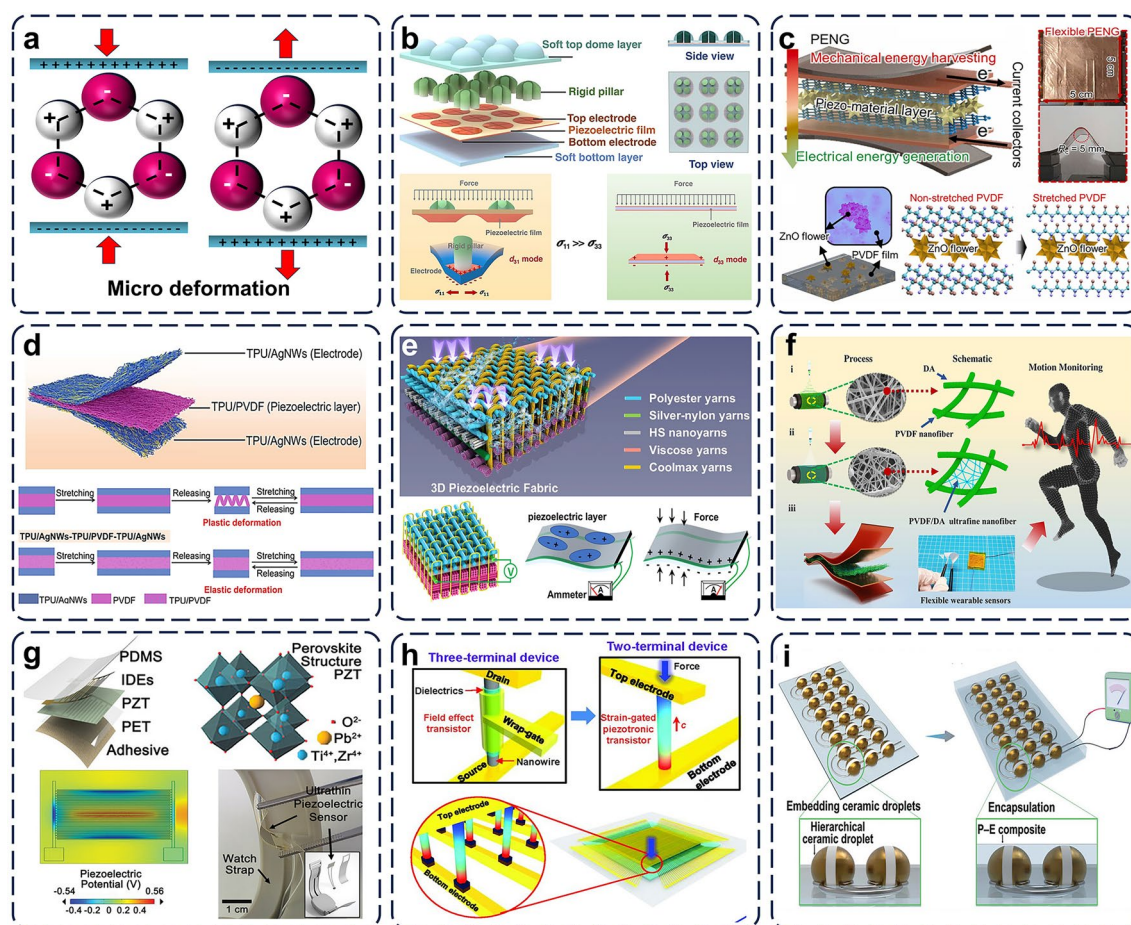 a
+ + + + + + + + + +
- - - - - - - - - - - -
Micro deformation
b
Soft top dome layer
Side view
Rigid pillar
Top electrode
Piezoelectric film
Bottom electrode
Soft bottom layer
Top view
Force
Piezoelectric film
Rigid pillar
Electrode
d31 mode
σ11
σ11
σ11 >> σ33
Force
Piezoelectric film
σ33
d33 mode
σ33
c
PENG
Mechanical energy harvesting
e-
Piezo-material layer
e-
Electrical energy generation
Current collectors
Flexible PENG
5 cm
5 cm
= 5 mm
ZnO flower
PVDF film
Non-stretched PVDF
ZnO flower
Stretched PVDF
ZnO flower
d
TPU/AgNWs (Electrode)
TPU/PVDF (Piezoelectric layer)
TPU/AgNWs (Electrode)
Stretching
Releasing
Stretching
Releasing
Plastic deformation
TPU/AgNWs-TPU/PVDF-TPU/AgNWs
Stretching
Releasing
Stretching
Releasing
Elastic deformation
TPU/AgNWs
PVDF
TPU/PVDF
e
Polyester yarns
Silver-nylon yarns
HS nanoyarns
Viscose yarns
Coolmax yarns
3D Piezoelectric Fabric
V
piezoelectric layer
Force
A
Ammeter
A
f
i
Process
Schematic
DA
Motion Monitoring
PVDF nanofiber
ii
iii
PVDF/DA ultrafine nanofiber
Flexible wearable sensors
g
PDMS
IDEs
PZT
PET
Adhesive
Perovskite
Structure
PZT
O2-
Pb2+
Ti4+,Zr4+
Piezoelectric
Potential (V)
-0.54
0.56
-0.4 -0.2 0 0.2 0.4
Ultrathin
Piezoelectric
Sensor
Watch
Strap
1 cm
h
Three-terminal device
Two-terminal device
Drain
Dielectrics
Field effect
transistor
Wrap-gate
Source
Nanowire
Force
Top electrode
Strain-gated
piezotronic
transistor
c
Bottom
electrode
Top electrode
Bottom electrode
i
Embedding ceramic droplets
Encapsulation
Hierarchical
ceramic droplet
P–E composite